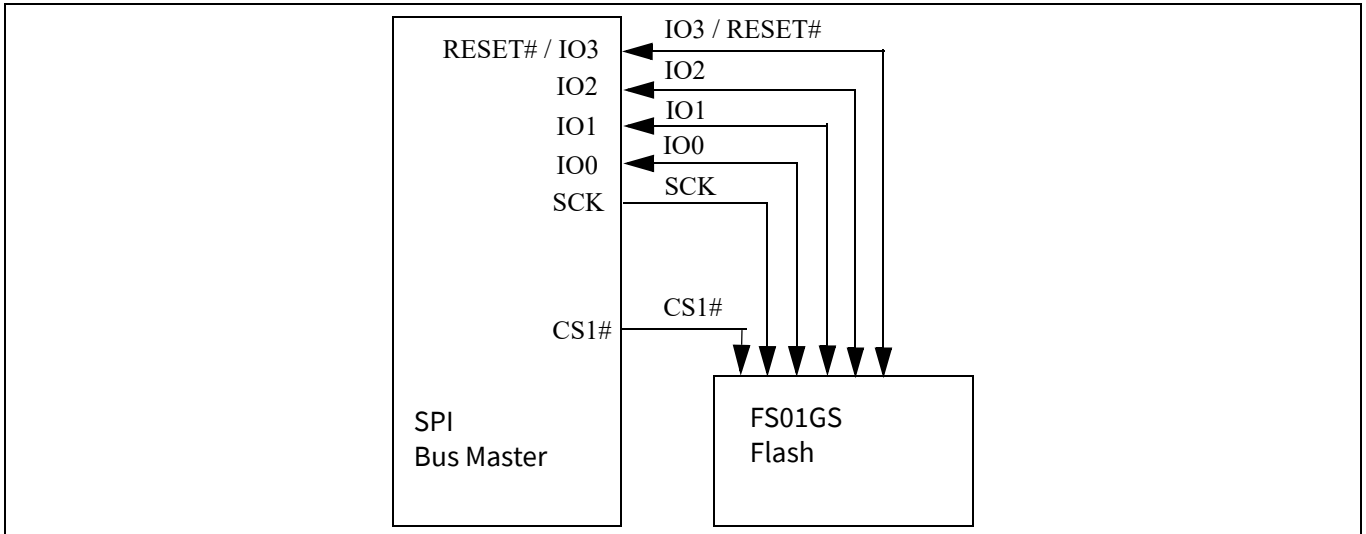 IO3 / RESET#
RESET# / IO3
IO2
IO2
IO1
IO1
IO0
IO0
SCK
SCK
CS1#
CS1#
SPI
Bus Master
FS01GS
Flash